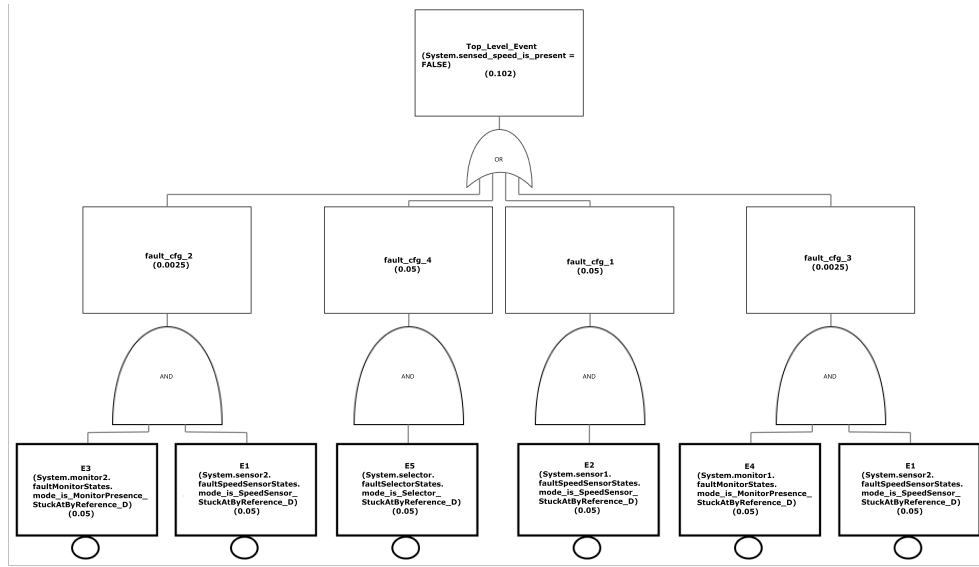 Top_Level_Event
(System.sensed_speed_is_present =
FALSE)
(0.102)
OR
fault_cfg_2
(0.0025)
fault_cfg_4
(0.05)
fault_cfg_1
(0.05)
fault_cfg_3
(0.0025)
AND
AND
AND
AND
E3
(System.monitor2.
faultMonitorStates.
mode_is_MonitorPresence_
StuckAtByReference_D)
(0.05)
E1
(System.sensor2.
faultSpeedSensorStates.
mode_is_SpeedSensor_
StuckAtByReference_D)
(0.05)
E5
(System.selector.
faultSelectorStates.
mode_is_Selector_
StuckAtByReference_D)
(0.05)
E2
(System.sensor1.
faultSpeedSensorStates.
mode_is_SpeedSensor_
StuckAtByReference_D)
(0.05)
E4
(System.monitor1.
faultMonitorStates.
mode_is_MonitorPresence_
StuckAtByReference_D)
(0.05)
E1
(System.sensor2.
faultSpeedSensorStates.
mode_is_SpeedSensor_
StuckAtByReference_D)
(0.05)